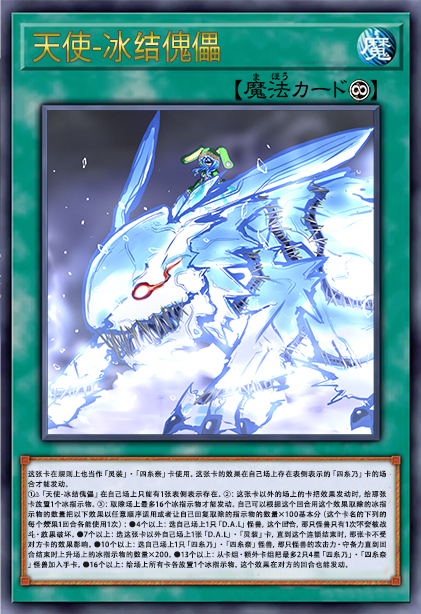 天使-冰结傀儡
魔
まほう
【魔法カード】
这张卡在规则上也当作「灵装」·「四糸奈」卡使用。这张卡的效果在自己场上存在表侧表示的「四糸乃」卡的场
合才能发动。
①：「天使-冰结傀儡」在自己场上只能有1张表侧表示存在。②：这张卡以外的场上的卡把效果发动时，给那张
卡放置1个冰指示物。③：取除场上最多16个冰指示物才能发动。自己可以根据这个回合用这个效果取除的冰指
示物的数量把以下效果以任意顺序适用或者让自己回复取除的指示物的数量×100基本分（这个卡名的下列的
每个效果1回合各能使用1次）：●4个以上：选自己场上1只「D.A.L」怪兽，这个回合，那只怪兽只有1次不会被战
斗·效果破坏。●7个以上：选这张卡以外自己场上1张「D.A.L」·「灵装」卡，直到这个连锁结束时，那张卡不受
对方的卡的效果影响。●10个以上：选自己场上1只「四糸乃」·「四糸奈」怪兽，那只怪兽的攻击力·守备力直到回
合结束时上升场上的冰指示物的数量×200。●13个以上：从卡组·额外卡组把最多2只4星「四糸乃」·「四糸奈」
怪兽加入手卡。●16个以上：给场上所有卡各放置1个冰指示物。这个效果在对方的回合也能发动。